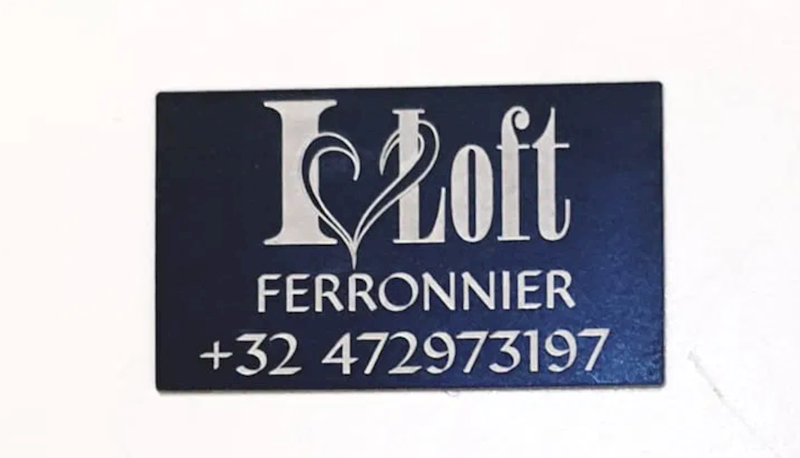 I Loft
FERRONNIER
+32 472973197